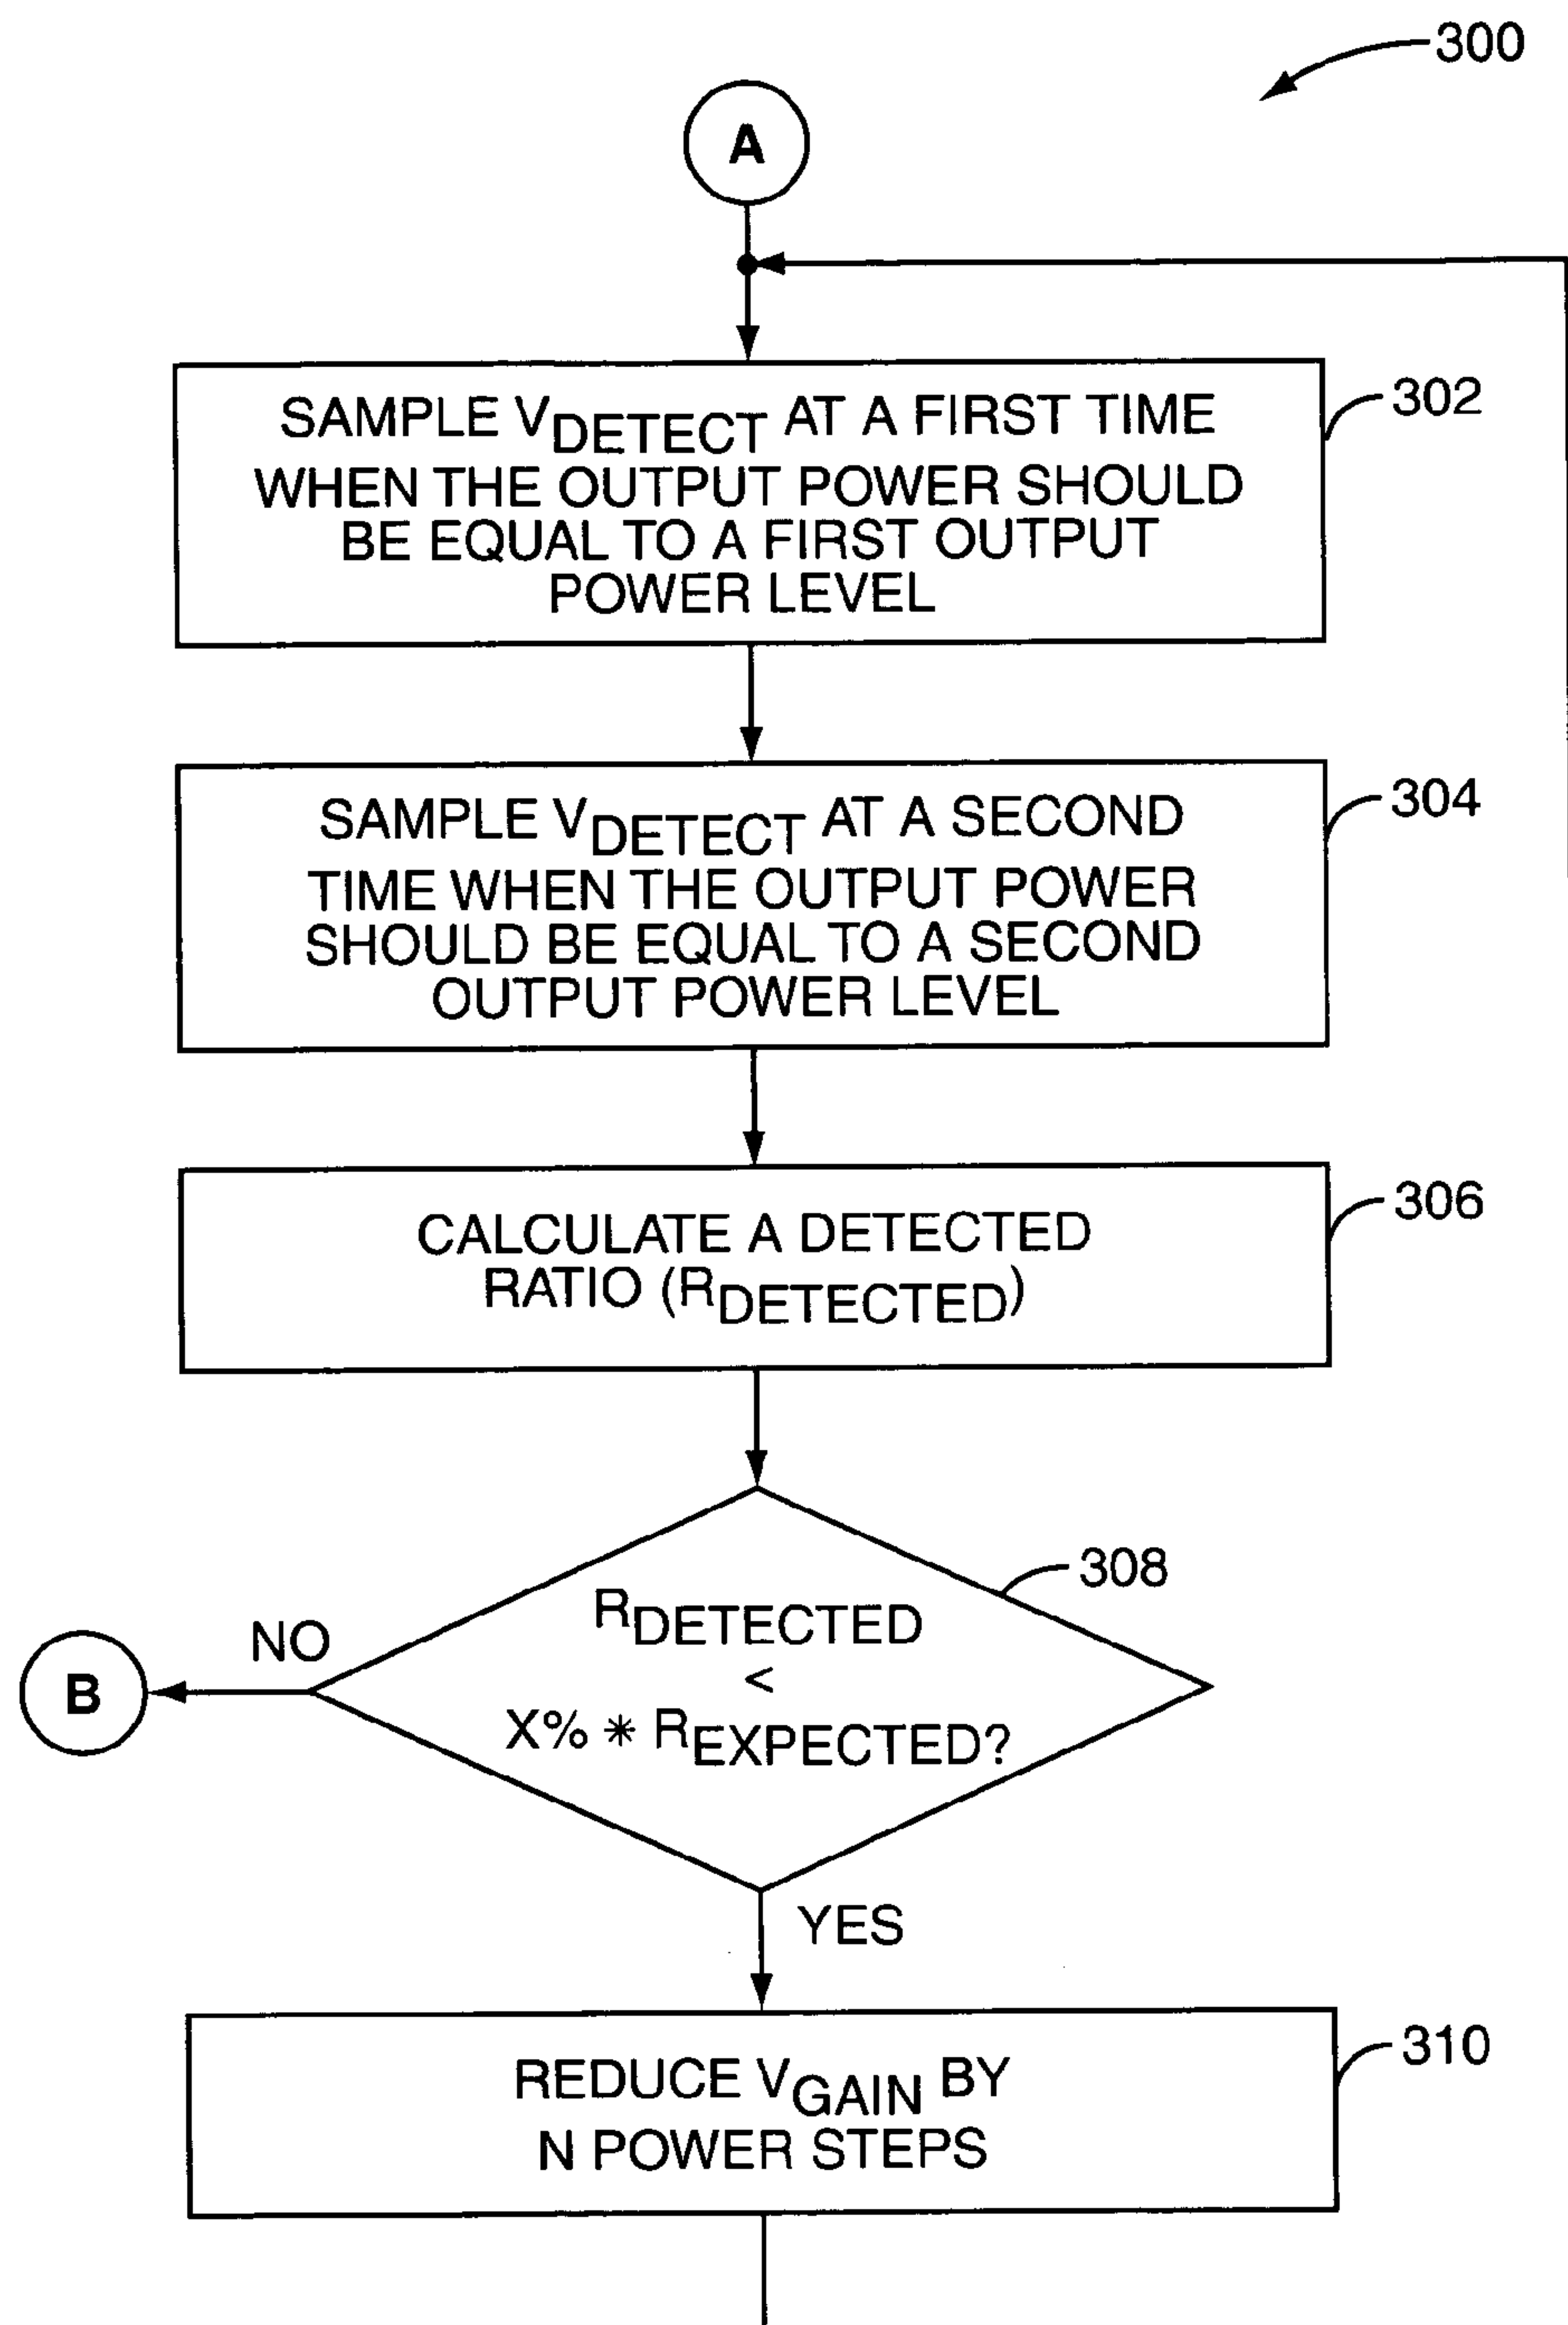 300
A
SAMPLE VDETECT AT A FIRST TIME
WHEN THE OUTPUT POWER SHOULD
BE EQUAL TO A FIRST OUTPUT
POWER LEVEL
302
SAMPLE VDETECT AT A SECOND
TIME WHEN THE OUTPUT POWER
SHOULD BE EQUAL TO A SECOND
OUTPUT POWER LEVEL
304
CALCULATE A DETECTED
RATIO (RDETECTED)
306
308
RDETECTED
<
X% * REXPECTED?
NO
B
YES
REDUCE VGAIN BY
N POWER STEPS
310